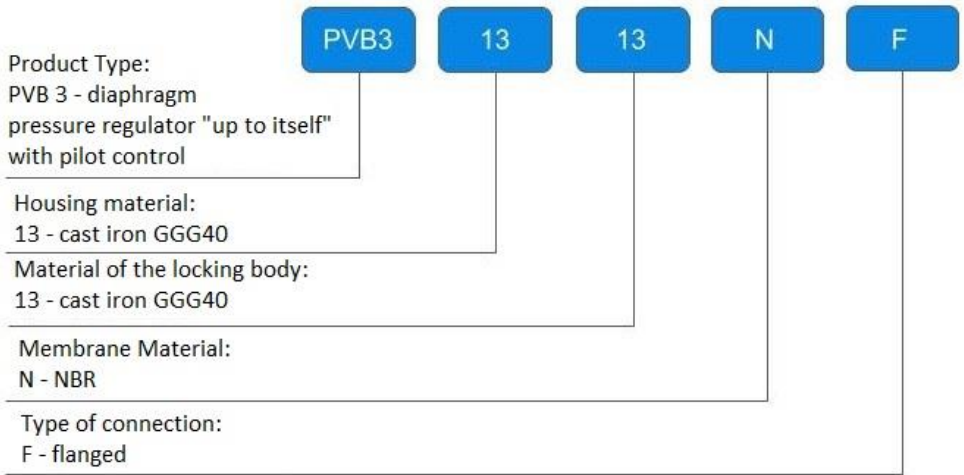 PVB3 13 13 N F
Product Type:
PVB 3 - diaphragm
pressure regulator "up to itself"
with pilot control
Housing material:
13 - cast iron GGG40
Material of the locking body:
13 - cast iron GGG40
Membrane Material:
N - NBR
Type of connection:
F - flanged